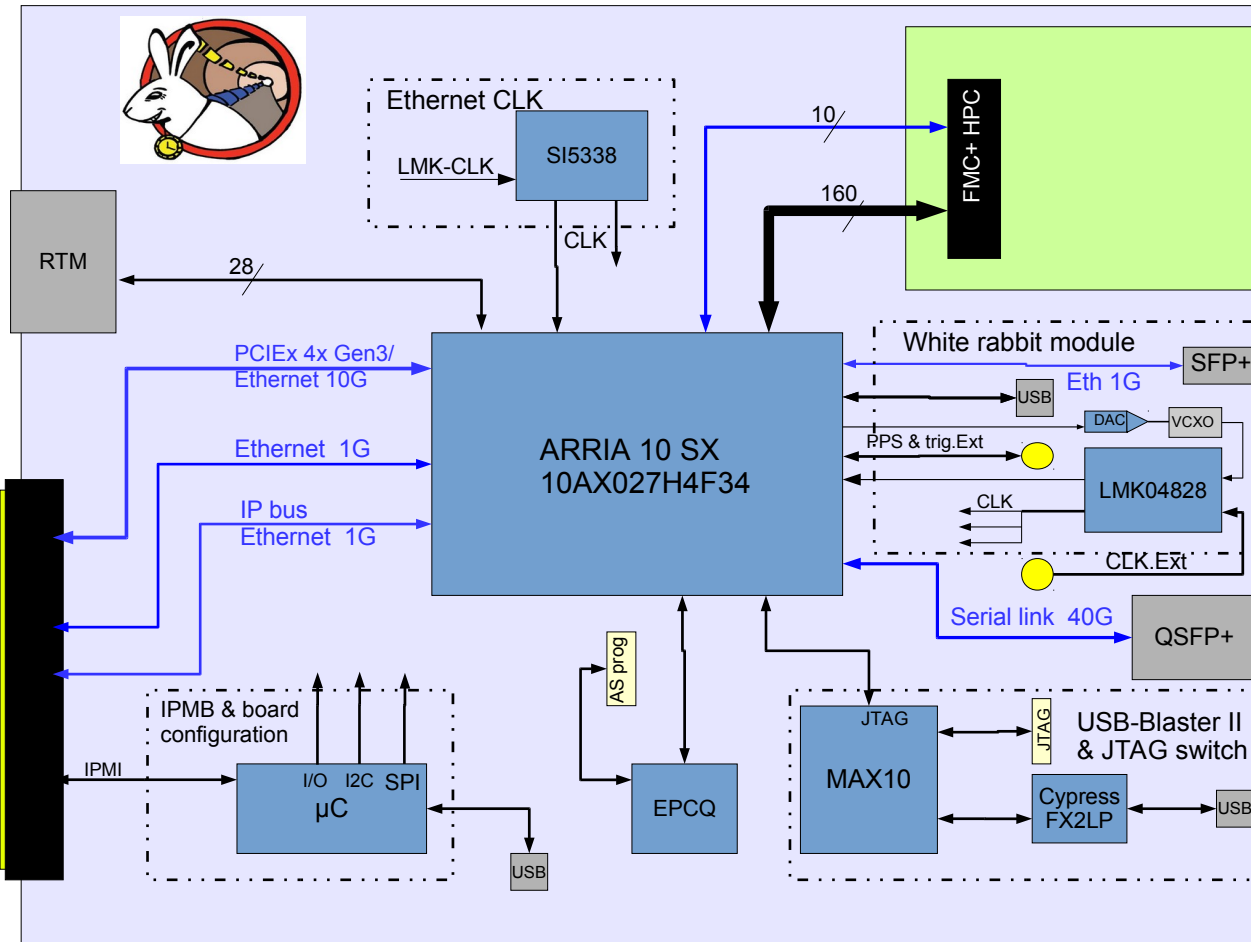 Ethernet CLK
SI5338
LMK-CLK
CLK
10
160
FMC+ HPC
RTM
28
PCIEx 4x Gen3/
Ethernet 10G
Ethernet 1G
IP bus
Ethernet 1G
ARRIA 10 SX
10AX027H4F34
White rabbit module
SFP+
Eth 1G
USB
DAC
VCXO
PPS & trig.Ext
LMK04828
CLK
CLK.Ext
Serial link 40G
QSFP+
AS prog
IPMB & board
configuration
IPMI
I/O I2C SPI
µC
USB
EPCQ
JTAG
MAX10
JTAG
USB-Blaster II
& JTAG switch
Cypress
FX2LP
USB